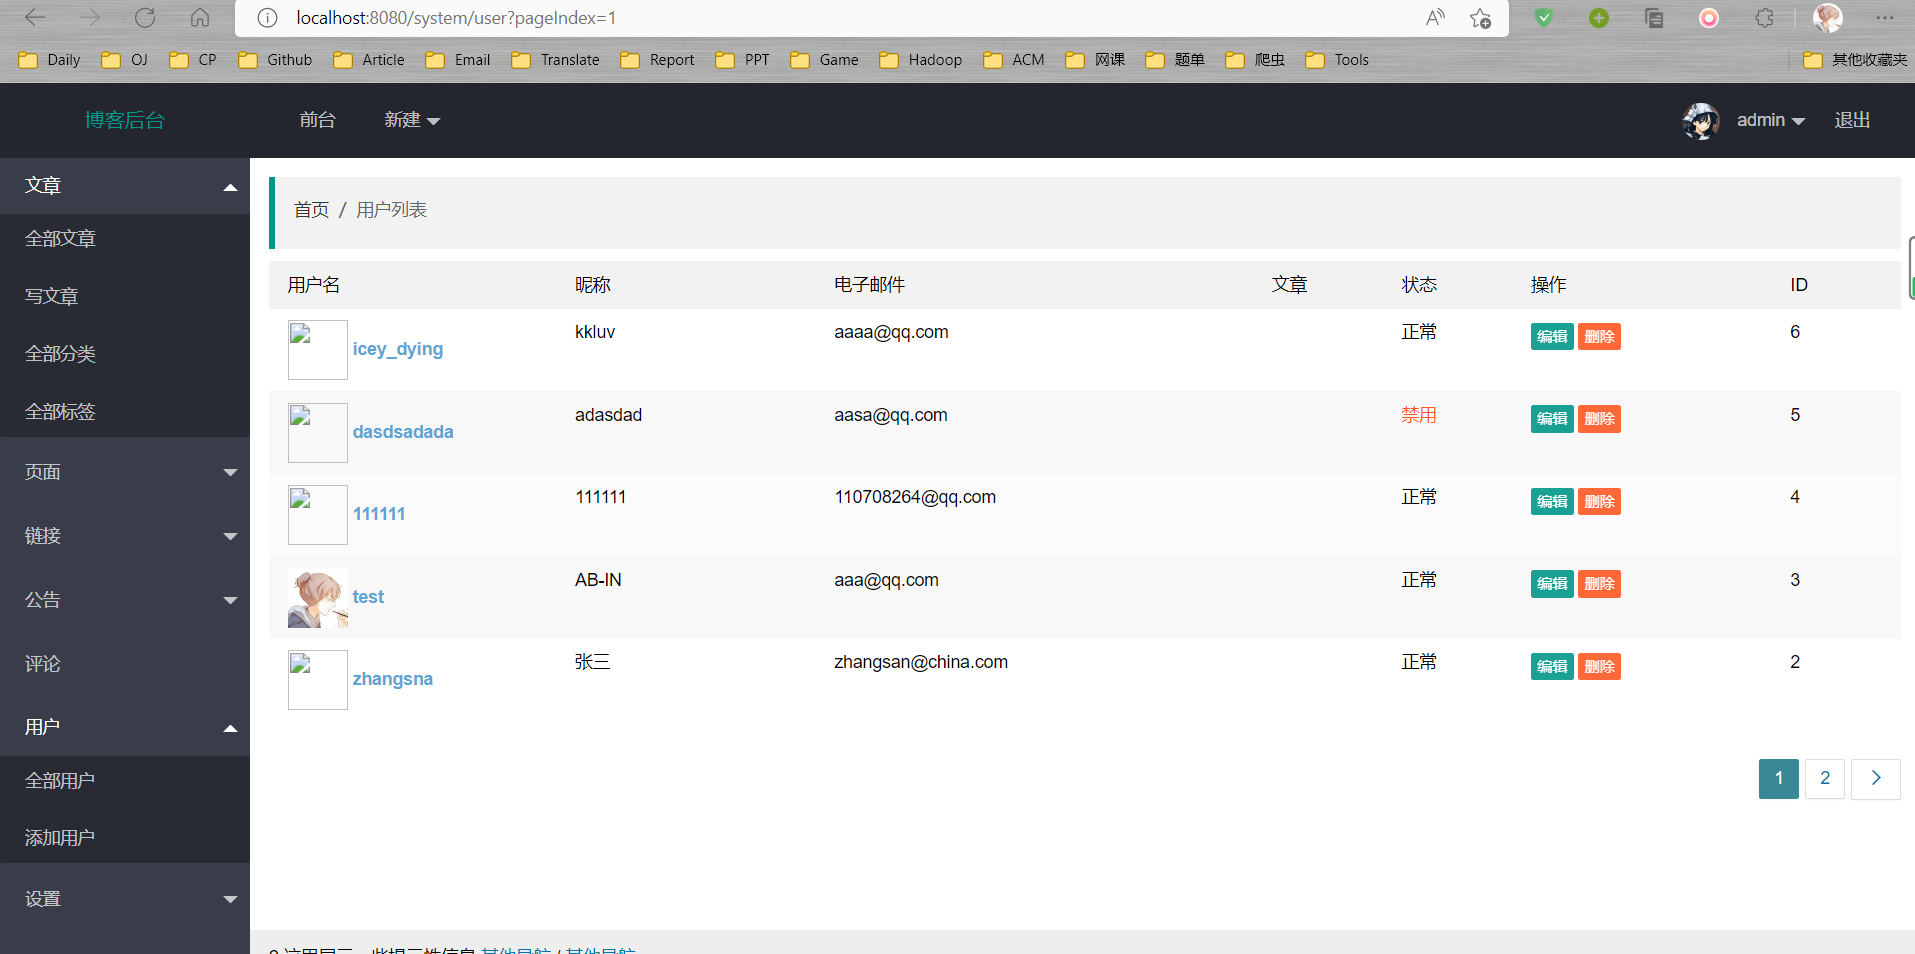 localhost:8080/system/user?pageIndex=1
Daily OJ CP Github Article Email Translate Report PPT Game Hadoop ACM 网课 题单 爬虫 Tools 其他收藏夹
博客后台 前台 新建 admin 退出
文章
全部文章
写文章
全部分类
全部标签
页面
链接
公告
评论
用户
全部用户
添加用户
设置
首页 / 用户列表
用户名 昵称 电子邮件 文章 状态 操作 ID
icey_dying kkluv aaaa@qq.com 正常 编辑 删除 6
dasdsadada adasdad aasa@qq.com 禁用 编辑 删除 5
111111 111111 110708264@qq.com 正常 编辑 删除 4
test AB-IN aaa@qq.com 正常 编辑 删除 3
zhangsna 张三 zhangsan@china.com 正常 编辑 删除 2
1 2